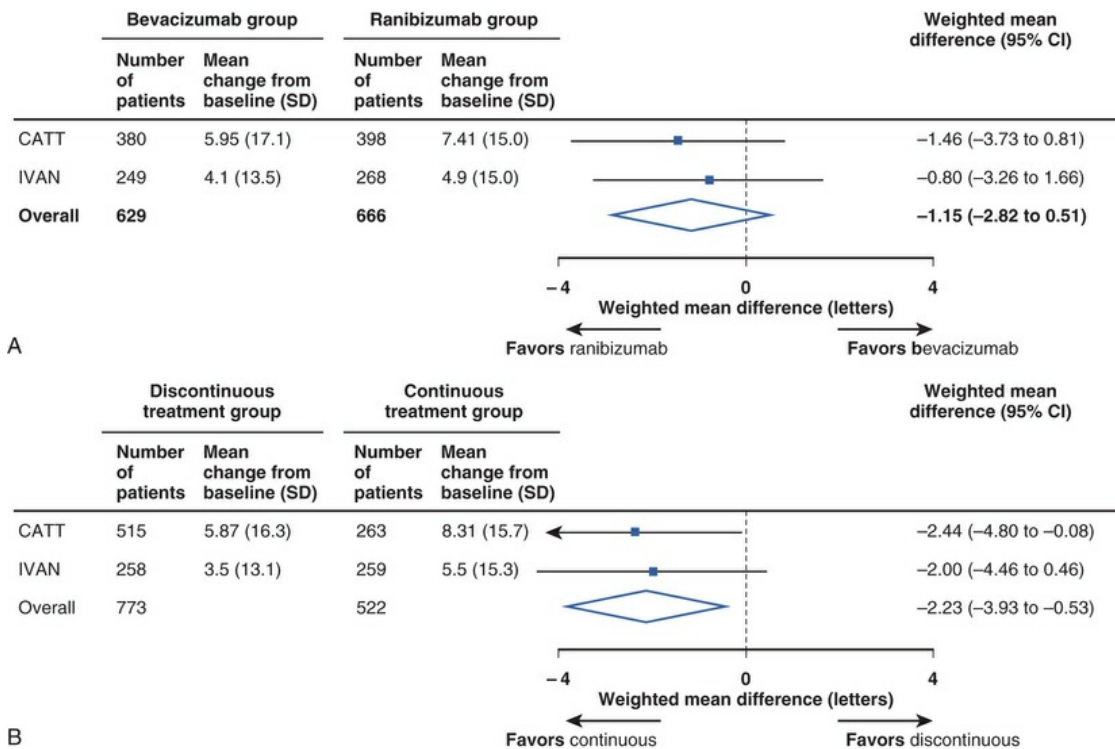 Bevacizumab group Ranibizumab group Weighted mean
difference (95% CI)
Number Mean Number Mean
of change from of change from
patients baseline (SD) patients baseline (SD)
CATT 380 5.95 (17.1) 398 7.41 (15.0) –1.46 (–3.73 to 0.81)
IVAN 249 4.1 (13.5) 268 4.9 (15.0) –0.80 (–3.26 to 1.66)
Overall 629 666 –1.15 (–2.82 to 0.51)
–4 0 4
Weighted mean difference (letters)
Favors ranibizumab Favors bevacizumab
A
Discontinuous Continuous Weighted mean
treatment group treatment group difference (95% CI)
Number Mean Number Mean
of change from of change from
patients baseline (SD) patients baseline (SD)
CATT 515 5.87 (16.3) 263 8.31 (15.7) –2.44 (–4.80 to –0.08)
IVAN 258 3.5 (13.1) 259 5.5 (15.3) –2.00 (–4.46 to 0.46)
Overall 773 522 –2.23 (–3.93 to –0.53)
–4 0 4
Weighted mean difference (letters)
Favors continuous Favors discontinuous
B